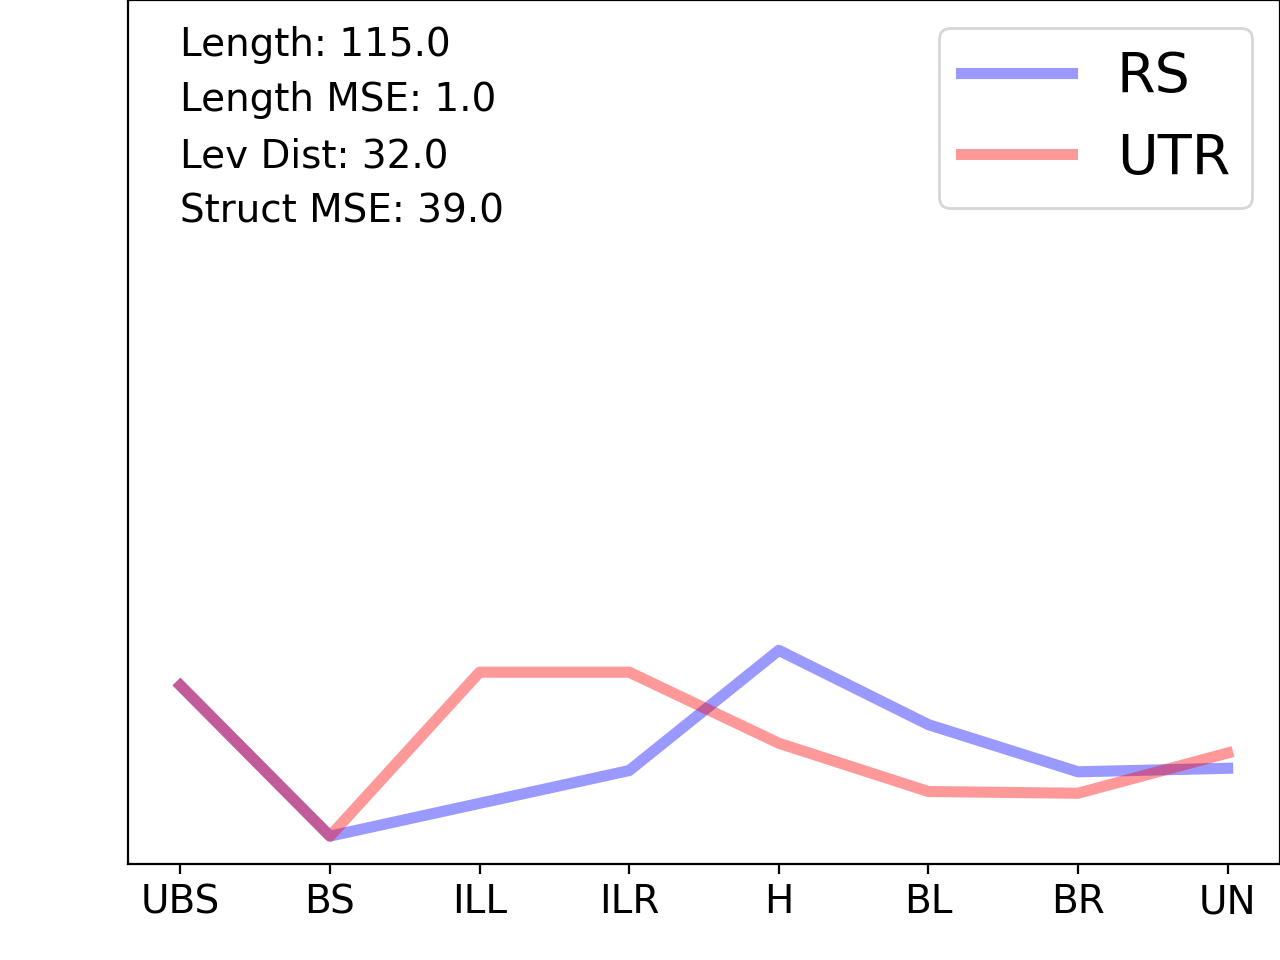 Length: 115.0
Length MSE: 1.0
Lev Dist: 32.0
Struct MSE: 39.0
RS
UTR
UBS BS ILL ILR H BL BR UN